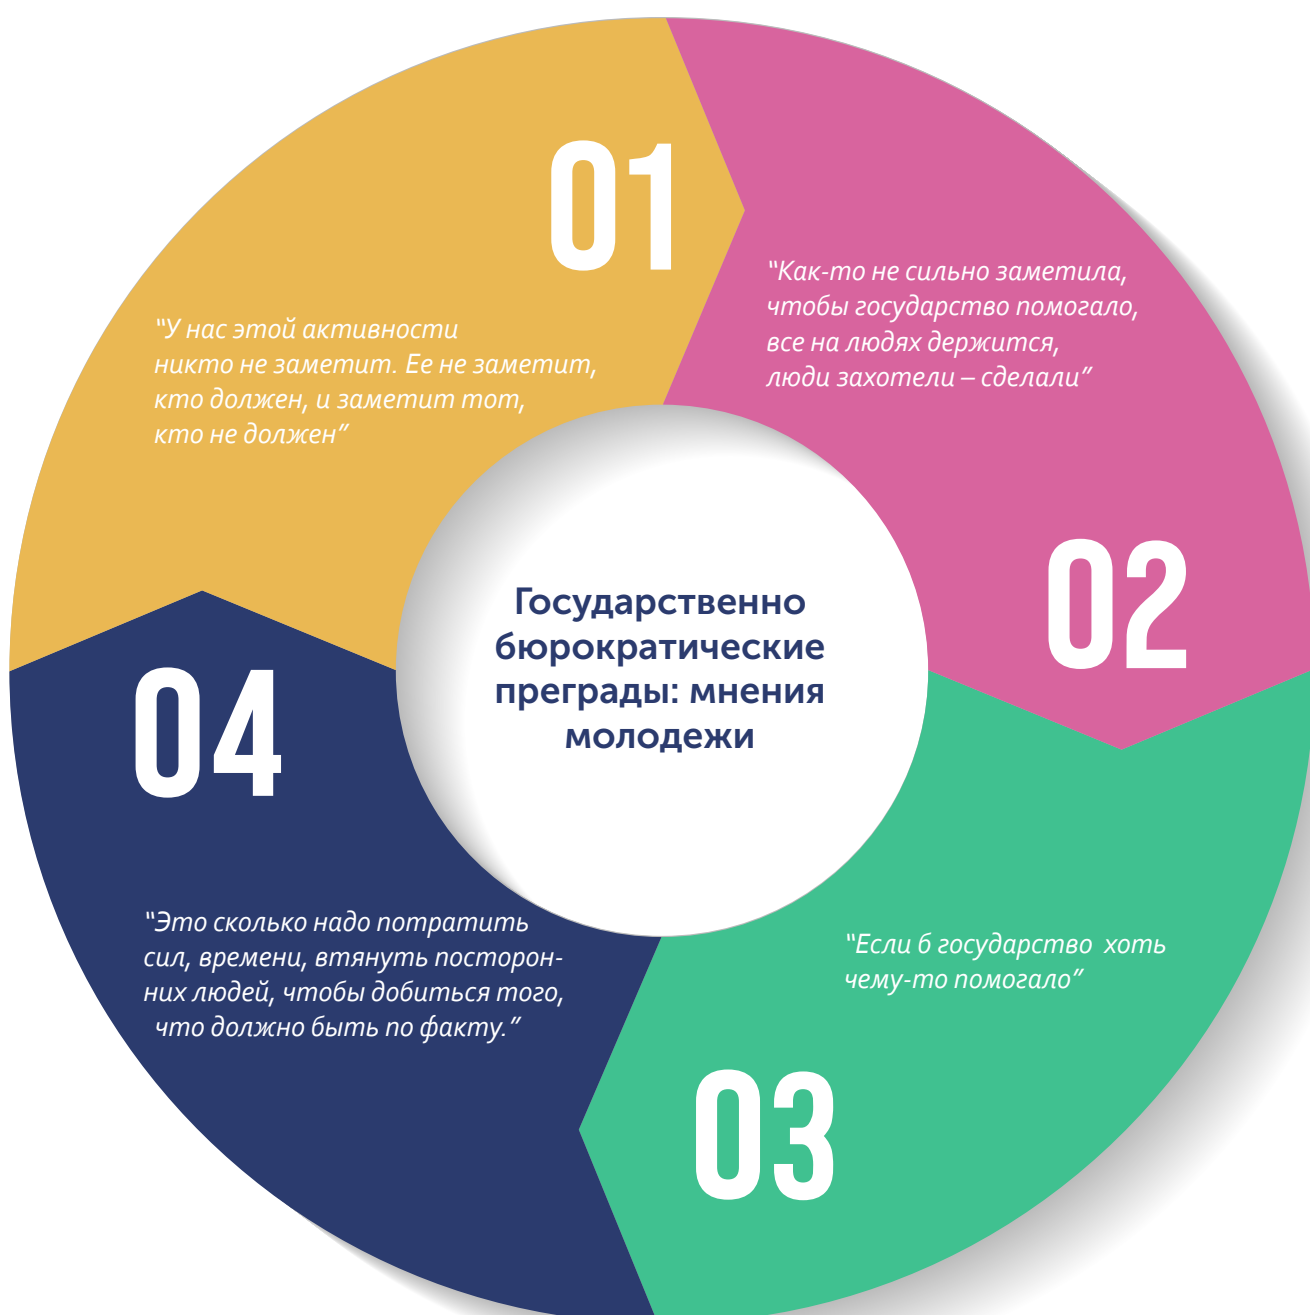 01
"У нас этой активности
никто не заметит. Ее не заметит,
кто должен, и заметит тот,
кто не должен"
"Как-то не сильно заметила,
чтобы государство помогало,
все на людях держится,
люди захотели – сделали"
02
Государственно
бюрократические
преграды: мнения
молодежи
"Если б государство хоть
чему-то помогало"
03
04
"Это сколько надо потратить
сил, времени, втянуть посторон-
них людей, чтобы добиться того,
что должно быть по факту."